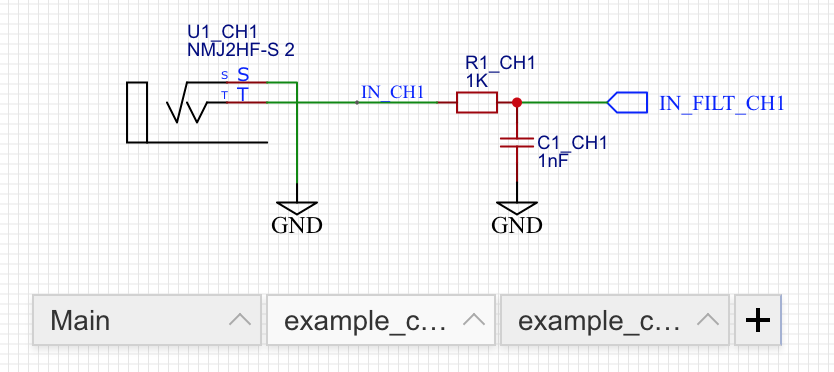 U1_CH1
NMJ2HF-S 2
S S
T T
IN_CH1
R1_CH1
1K
IN_FILT_CH1
C1_CH1
1nF
GND
GND
Main
example_c...
example_c...
+